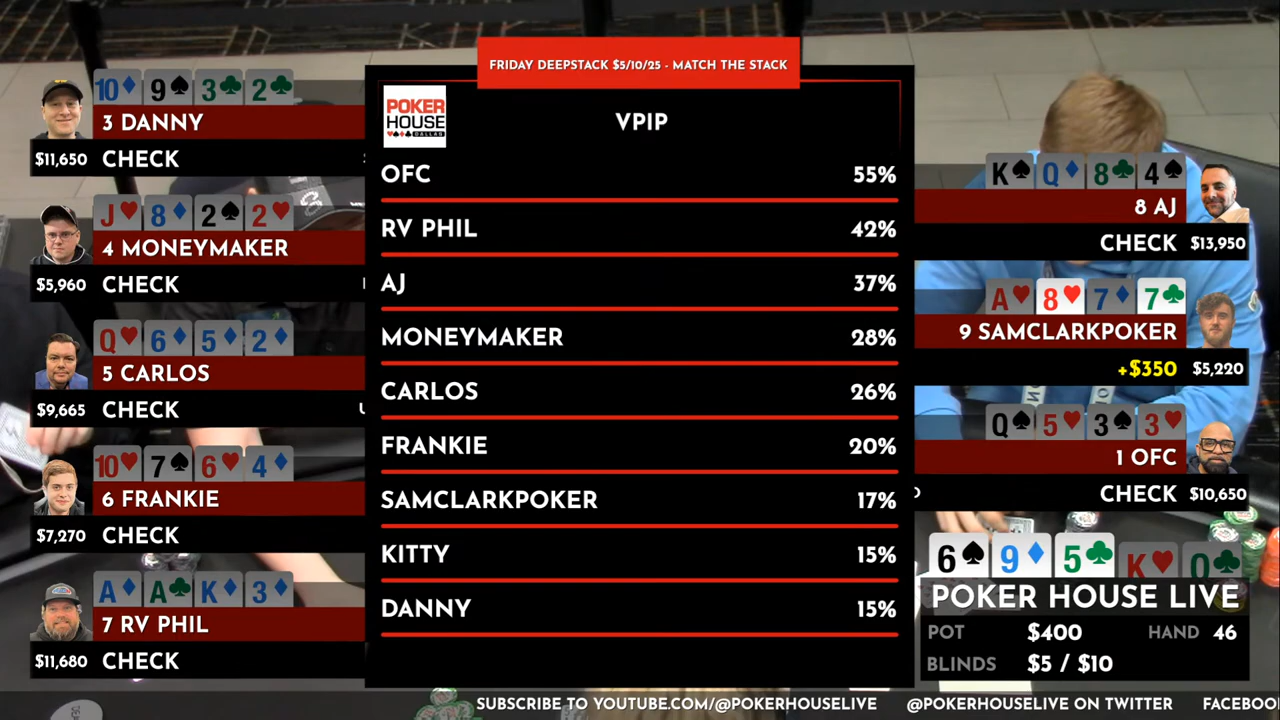 FRIDAY DEEPSTACK $5/10/25 - MATCH THE STACK
POKER
HOUSE
DALLAS
VPIP
OFC 55%
RV PHIL 42%
AJ 37%
MONEYMAKER 28%
CARLOS 26%
FRANKIE 20%
SAMCLARKPOKER 17%
KITTY 15%
DANNY 15%
10♦ 9♠ 3♣ 2♣
3 DANNY
$11,650 CHECK
J♥ 8♦ 2♠ 2♥
4 MONEYMAKER
$5,960 CHECK
Q♥ 6♦ 5♦ 2♦
5 CARLOS
$9,665 CHECK
10♥ 7♠ 6♥ 4♦
6 FRANKIE
$7,270 CHECK
A♦ A♣ K♦ 3♦
7 RV PHIL
$11,680 CHECK
K♠ Q♦ 8♣ 4♠
8 AJ
CHECK $13,950
A♥ 8♥ 7♦ 7♣
9 SAMCLARKPOKER
+$350 $5,220
Q♠ 5♥ 3♠ 3♥
1 OFC
CHECK $10,650
6♠ 9♦ 5♣ K♥ Q♣
POKER HOUSE LIVE
POT $400 HAND 46
BLINDS $5 / $10
SUBSCRIBE TO YOUTUBE.COM/@POKERHOUSELIVE @POKERHOUSELIVE ON TWITTER FACEBOO